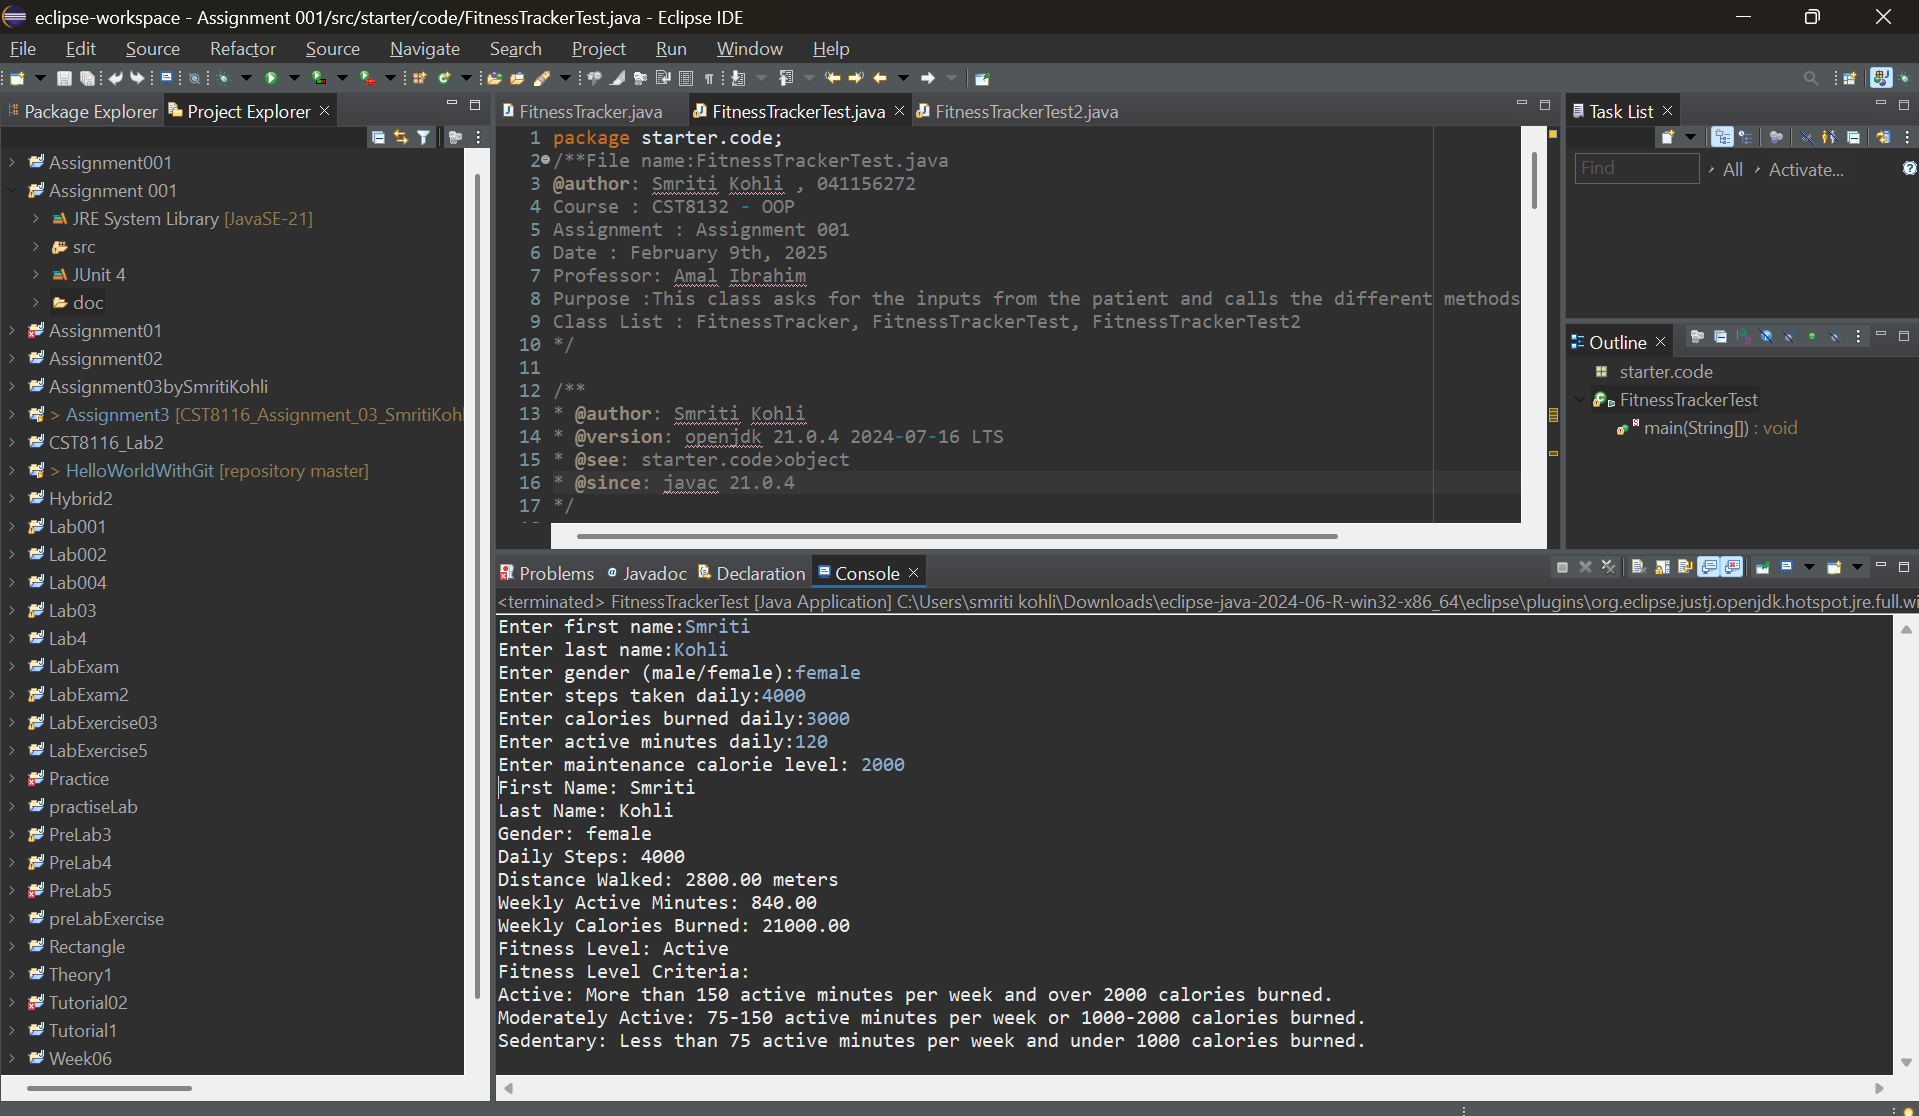 eclipse-workspace - Assignment 001/src/starter/code/FitnessTrackerTest.java - Eclipse IDE
File Edit Source Refactor Source Navigate Search Project Run Window Help
Package Explorer Project Explorer
Assignment001
Assignment 001
JRE System Library [JavaSE-21]
src
JUnit 4
doc
Assignment01
Assignment02
Assignment03bySmritiKohli
> Assignment3 [CST8116_Assignment_03_SmritiKohl
CST8116_Lab2
> HelloWorldWithGit [repository master]
Hybrid2
Lab001
Lab002
Lab004
Lab03
Lab4
LabExam
LabExam2
LabExercise03
LabExercise5
Practice
practiseLab
PreLab3
PreLab4
PreLab5
preLabExercise
Rectangle
Theory1
Tutorial02
Tutorial1
Week06
FitnessTracker.java FitnessTrackerTest.java FitnessTrackerTest2.java
1 package starter.code;
2 /**File name:FitnessTrackerTest.java
3 @author: Smriti Kohli , 041156272
4 Course : CST8132 - OOP
5 Assignment : Assignment 001
6 Date : February 9th, 2025
7 Professor: Amal Ibrahim
8 Purpose :This class asks for the inputs from the patient and calls the different methods
9 Class List : FitnessTracker, FitnessTrackerTest, FitnessTrackerTest2
10 */
11
12 /**
13 * @author: Smriti Kohli
14 * @version: openjdk 21.0.4 2024-07-16 LTS
15 * @see: starter.code>object
16 * @since: javac 21.0.4
17 */
Task List
Find All Activate...
Outline
starter.code
FitnessTrackerTest
main(String[]) : void
Problems Javadoc Declaration Console
<terminated> FitnessTrackerTest [Java Application] C:\Users\smriti kohli\Downloads\eclipse-java-2024-06-R-win32-x86_64\eclipse\plugins\org.eclipse.justj.openjdk.hotspot.jre.full.wi
Enter first name:Smriti
Enter last name:Kohli
Enter gender (male/female):female
Enter steps taken daily:4000
Enter calories burned daily:3000
Enter active minutes daily:120
Enter maintenance calorie level: 2000
First Name: Smriti
Last Name: Kohli
Gender: female
Daily Steps: 4000
Distance Walked: 2800.00 meters
Weekly Active Minutes: 840.00
Weekly Calories Burned: 21000.00
Fitness Level: Active
Fitness Level Criteria:
Active: More than 150 active minutes per week and over 2000 calories burned.
Moderately Active: 75-150 active minutes per week or 1000-2000 calories burned.
Sedentary: Less than 75 active minutes per week and under 1000 calories burned.